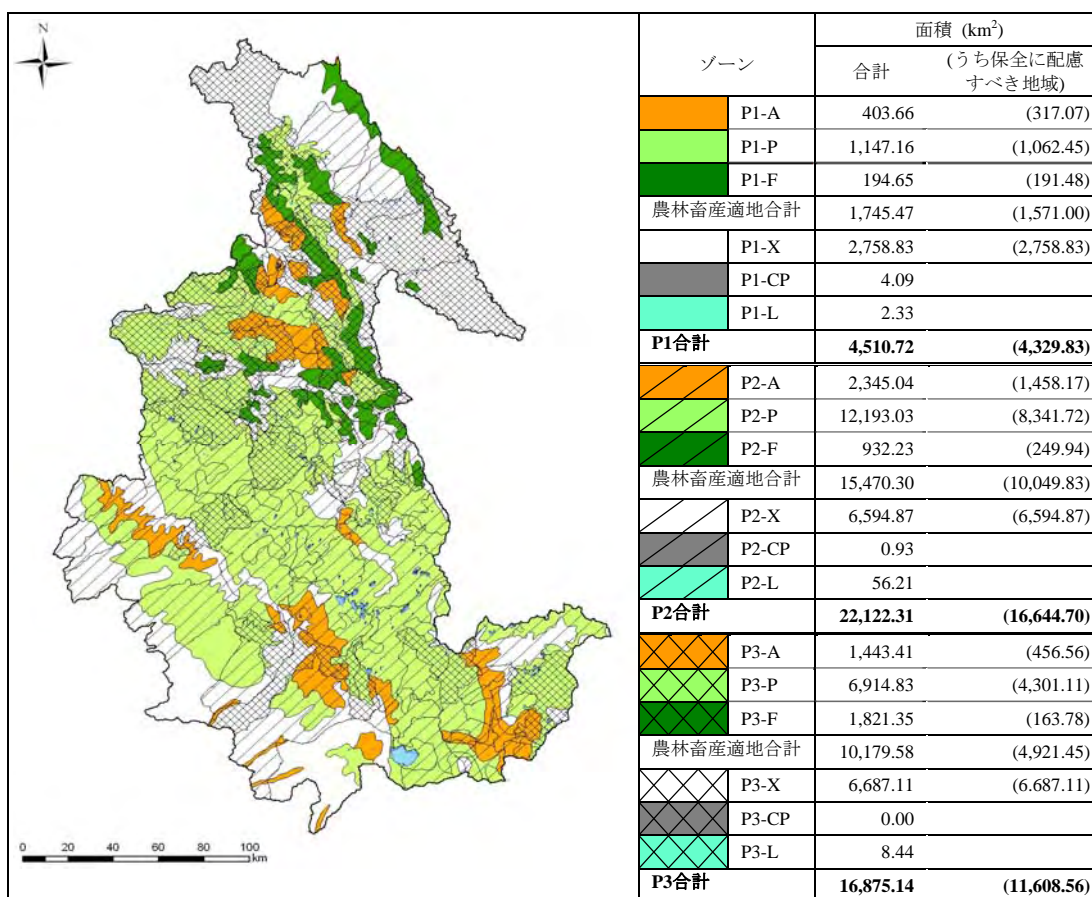 N
0 20 40 60 80 100
km
ゾーン 面積 (km²)
合計 (うち保全に配慮
すべき地域)
P1-A 403.66 (317.07)
P1-P 1,147.16 (1,062.45)
P1-F 194.65 (191.48)
農林畜産適地合計 1,745.47 (1,571.00)
P1-X 2,758.83 (2,758.83)
P1-CP 4.09
P1-L 2.33
P1合計 4,510.72 (4,329.83)
P2-A 2,345.04 (1,458.17)
P2-P 12,193.03 (8,341.72)
P2-F 932.23 (249.94)
農林畜産適地合計 15,470.30 (10,049.83)
P2-X 6,594.87 (6,594.87)
P2-CP 0.93
P2-L 56.21
P2合計 22,122.31 (16,644.70)
P3-A 1,443.41 (456.56)
P3-P 6,914.83 (4,301.11)
P3-F 1,821.35 (163.78)
農林畜産適地合計 10,179.58 (4,921.45)
P3-X 6,687.11 (6.687.11)
P3-CP 0.00
P3-L 8.44
P3合計 16,875.14 (11,608.56)